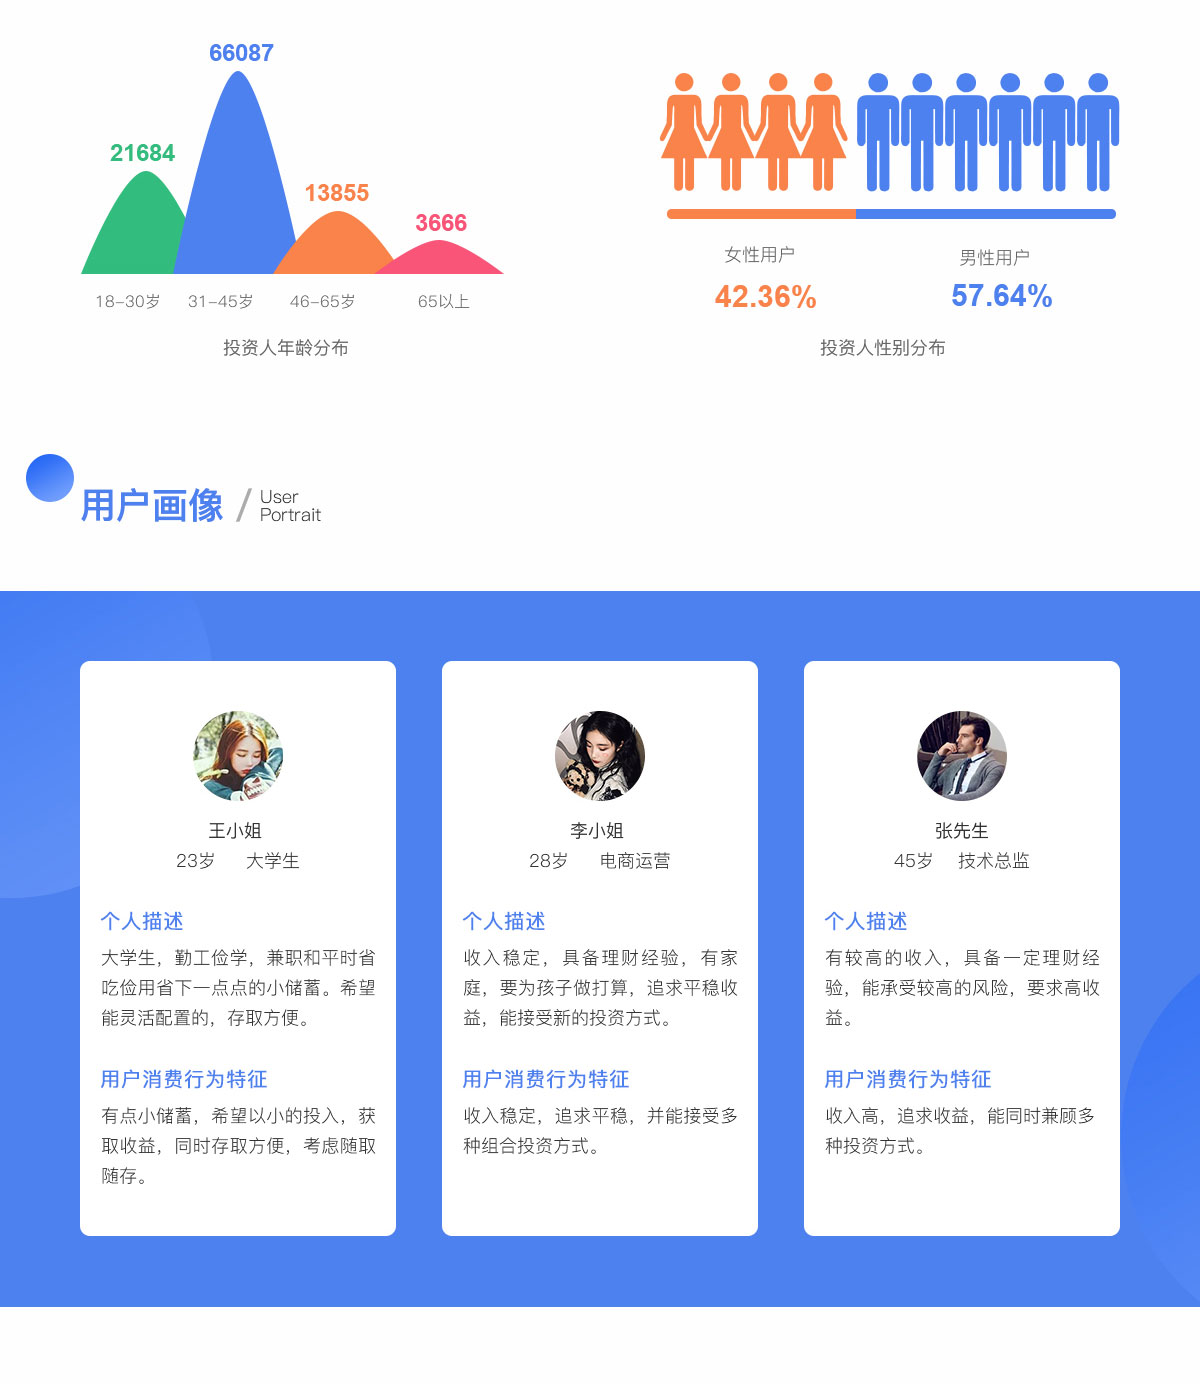 66087
21684
13855
3666
18-30岁 31-45岁 46-65岁 65以上
投资人年龄分布
女性用户 男性用户
42.36% 57.64%
投资人性别分布
用户画像 / User
Portrait
王小姐
23岁 大学生
个人描述
大学生，勤工俭学，兼职和平时省
吃俭用省下一点点的小储蓄。希望
能灵活配置的，存取方便。
用户消费行为特征
有点小储蓄，希望以小的投入，获
取收益，同时存取方便，考虑随取
随存。
李小姐
28岁 电商运营
个人描述
收入稳定，具备理财经验，有家
庭，要为孩子做打算，追求平稳收
益，能接受新的投资方式。
用户消费行为特征
收入稳定，追求平稳，并能接受多
种组合投资方式。
张先生
45岁 技术总监
个人描述
有较高的收入，具备一定理财经
验，能承受较高的风险，要求高收
益。
用户消费行为特征
收入高，追求收益，能同时兼顾多
种投资方式。